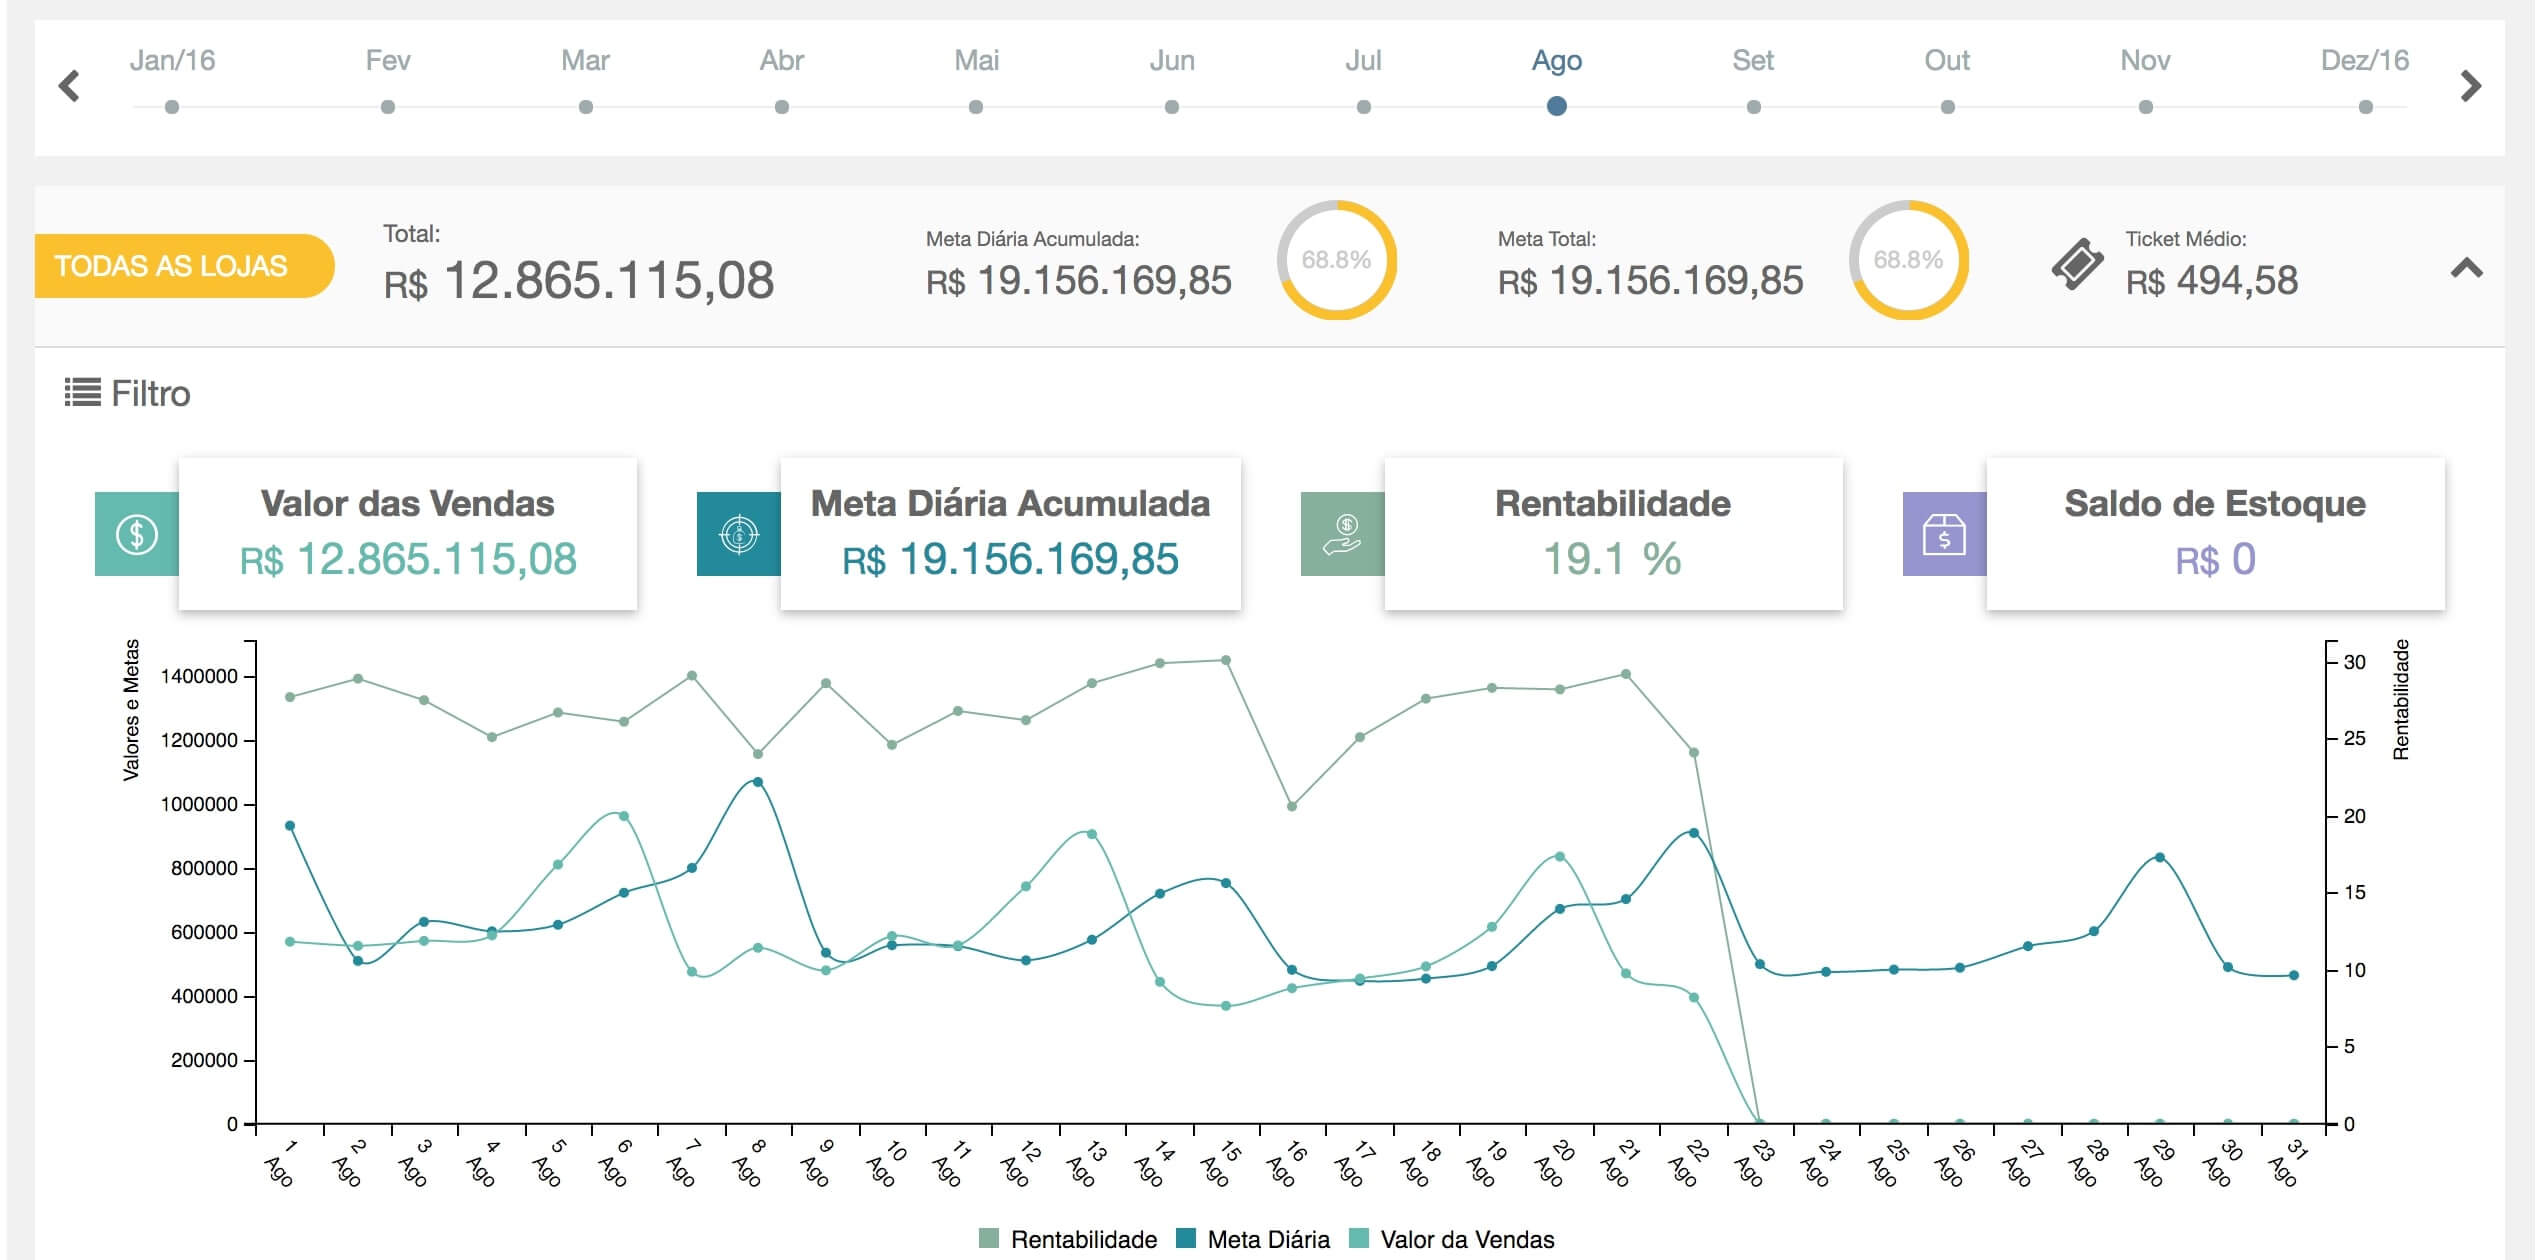 Jan/16 Fev Mar Abr Mai Jun Jul Ago Set Out Nov Dez/16
TODAS AS LOJAS
Total:
R$ 12.865.115,08
Meta Diária Acumulada:
R$ 19.156.169,85
68.8%
Meta Total:
R$ 19.156.169,85
68.8%
Ticket Médio:
R$ 494,58
Filtro
Valor das Vendas
R$ 12.865.115,08
Meta Diária Acumulada
R$ 19.156.169,85
Rentabilidade
19.1 %
Saldo de Estoque
R$ 0
Valores e Metas
1400000
1200000
1000000
800000
600000
400000
200000
0
30
25
20
15
10
5
0
Rentabilidade
1 Ago
2 Ago
3 Ago
4 Ago
5 Ago
6 Ago
7 Ago
8 Ago
9 Ago
10 Ago
11 Ago
12 Ago
13 Ago
14 Ago
15 Ago
16 Ago
17 Ago
18 Ago
19 Ago
20 Ago
21 Ago
22 Ago
23 Ago
24 Ago
25 Ago
26 Ago
27 Ago
28 Ago
29 Ago
30 Ago
31 Ago
Rentabilidade Meta Diária Valor da Vendas